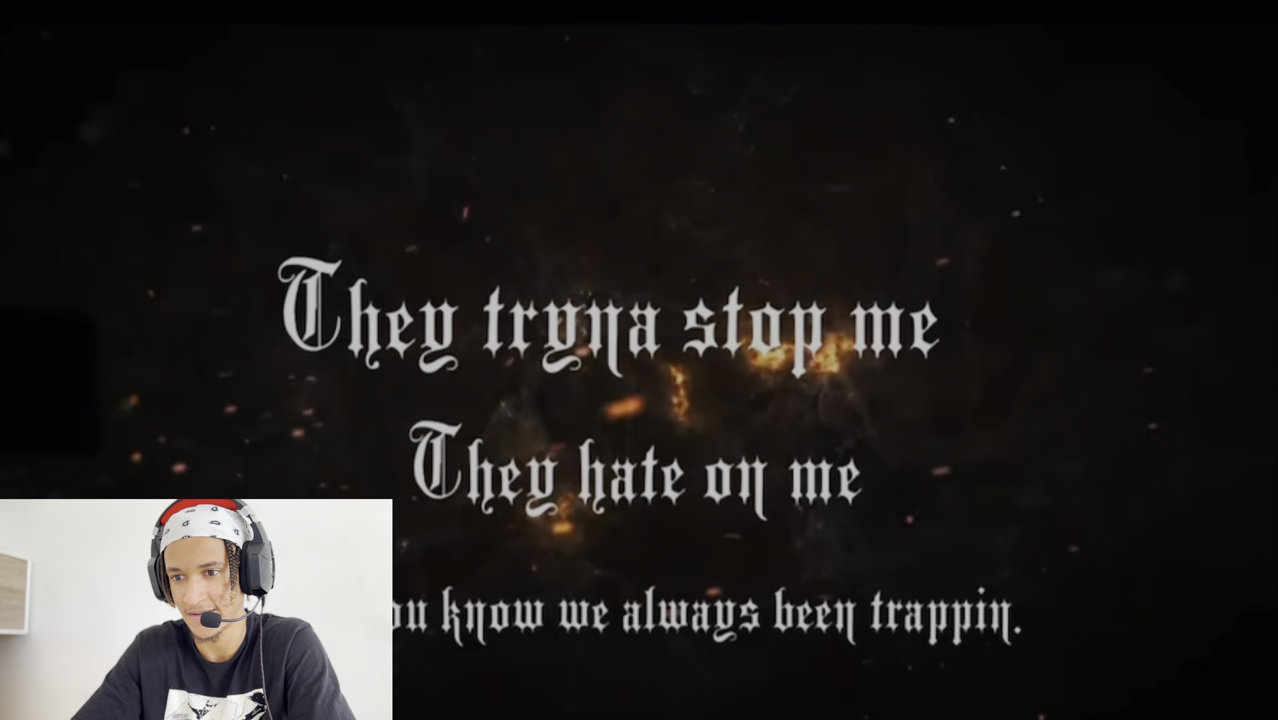 They tryna stop me
They hate on me
ou know we always been trappin.